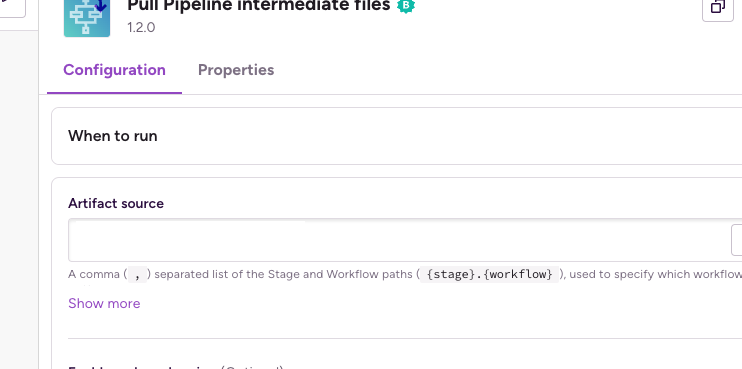 Pull Pipeline intermediate files B
1.2.0
Configuration Properties
When to run
Artifact source
A comma ( , ) separated list of the Stage and Workflow paths ( {stage}.{workflow} ), used to specify which workflow
Show more
(Optional)